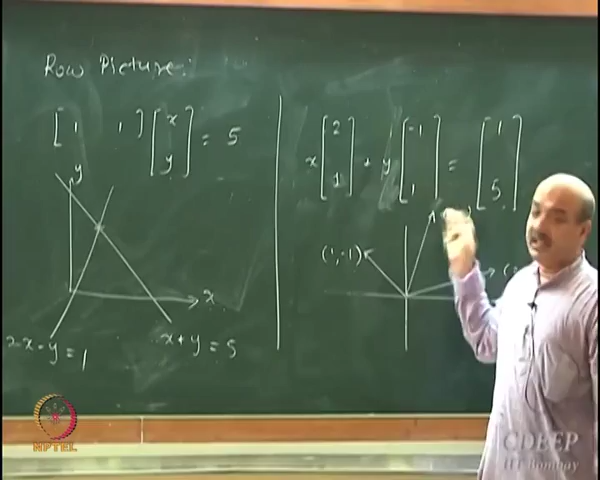 Row Picture:
[1 1] [x y] = 5
x [2 1] + y [-1 1] = [1 5]
y
x
2x - y = 1
x + y = 5
(1,-1)
NPTEL
CDEEP
IIT Bombay